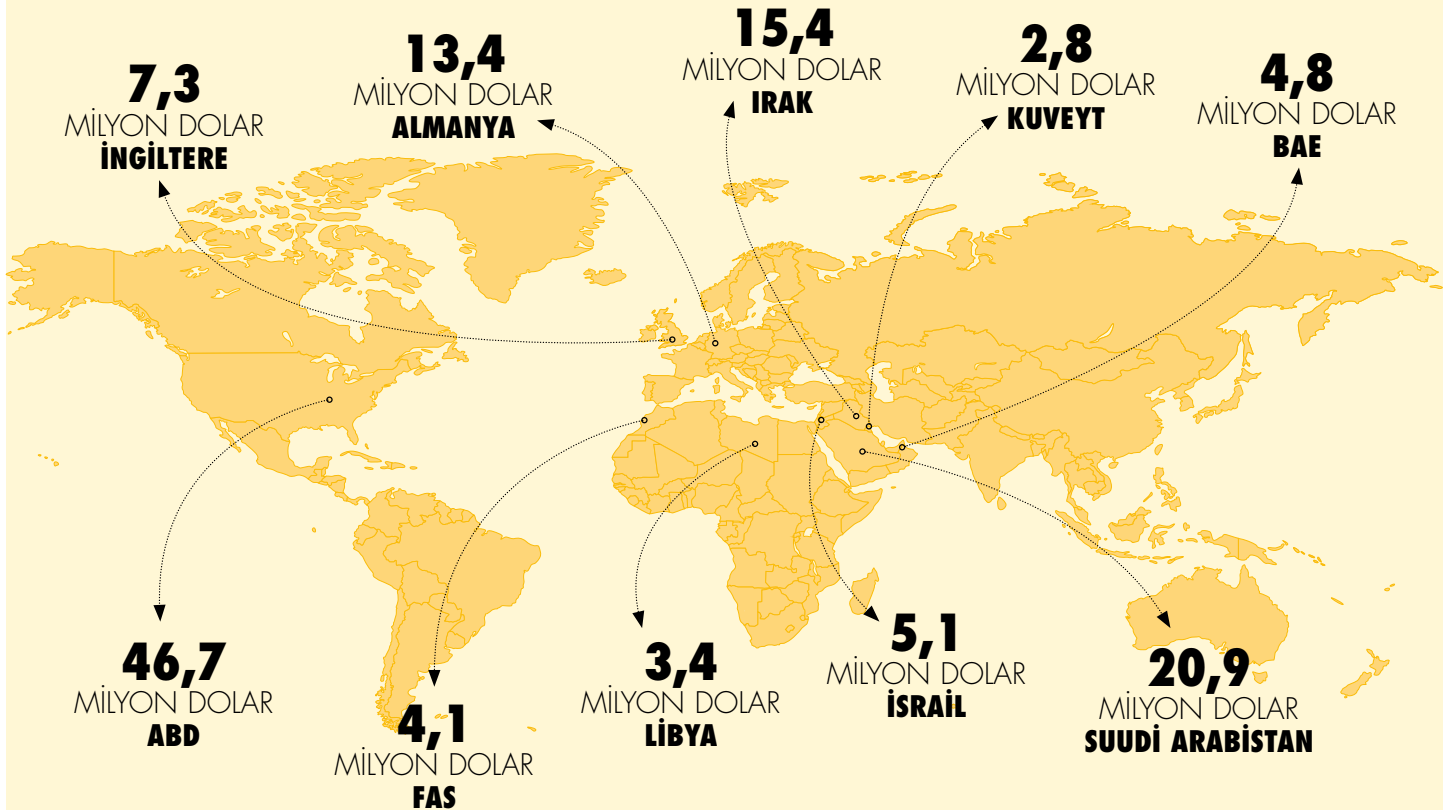 7,3
MİLYON DOLAR
İNGİLTERE
13,4
MİLYON DOLAR
ALMANYA
15,4
MİLYON DOLAR
IRAK
2,8
MİLYON DOLAR
KUVEYT
4,8
MİLYON DOLAR
BAE
46,7
MİLYON DOLAR
ABD
4,1
MİLYON DOLAR
FAS
3,4
MİLYON DOLAR
LİBYA
5,1
MİLYON DOLAR
İSRAİL
20,9
MİLYON DOLAR
SUUDİ ARABİSTAN